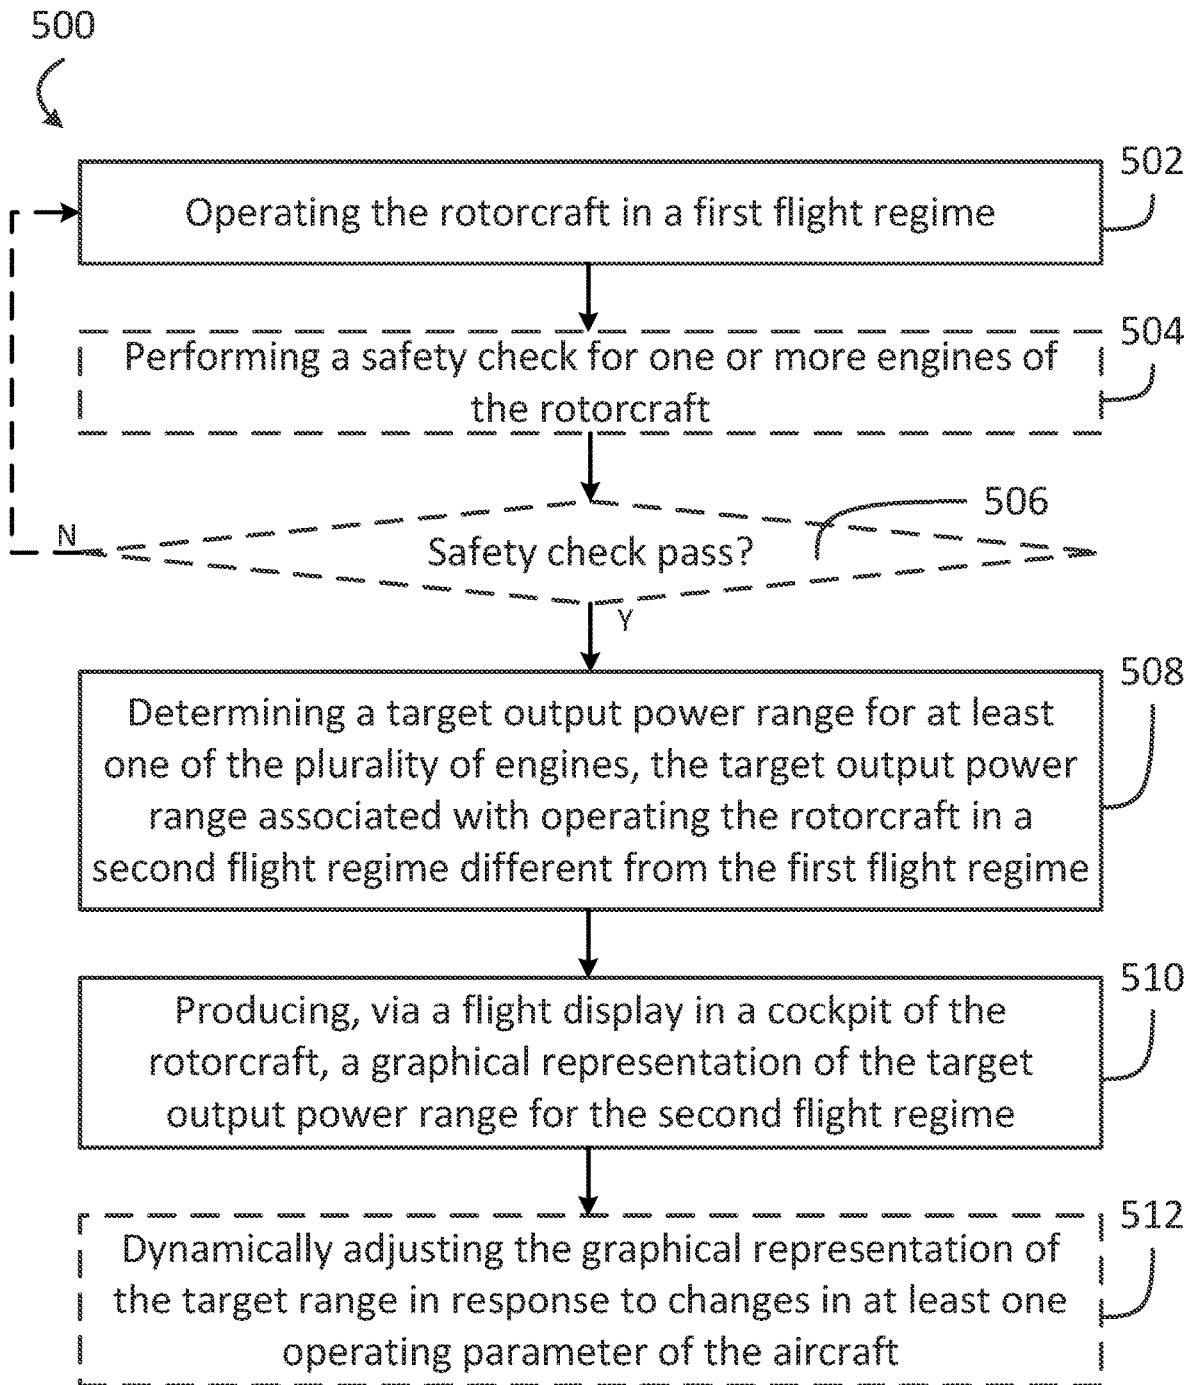 500
502
Operating the rotorcraft in a first flight regime
504
Performing a safety check for one or more engines of
the rotorcraft
506
N
Safety check pass?
Y
508
Determining a target output power range for at least
one of the plurality of engines, the target output power
range associated with operating the rotorcraft in a
second flight regime different from the first flight regime
510
Producing, via a flight display in a cockpit of the
rotorcraft, a graphical representation of the target
output power range for the second flight regime
512
Dynamically adjusting the graphical representation of
the target range in response to changes in at least one
operating parameter of the aircraft